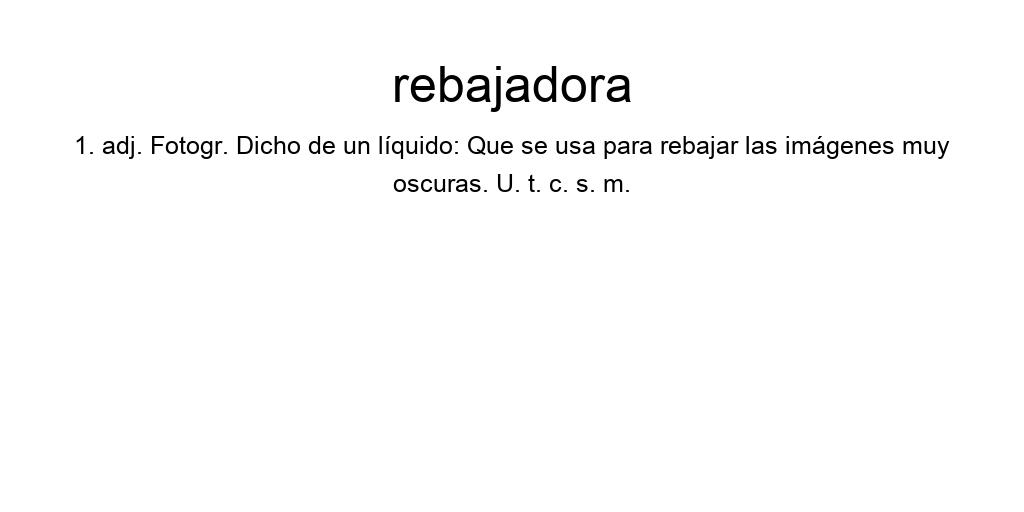 rebajadora
1. adj. Fotogr. Dicho de un líquido: Que se usa para rebajar las imágenes muy
oscuras. U. t. c. s. m.